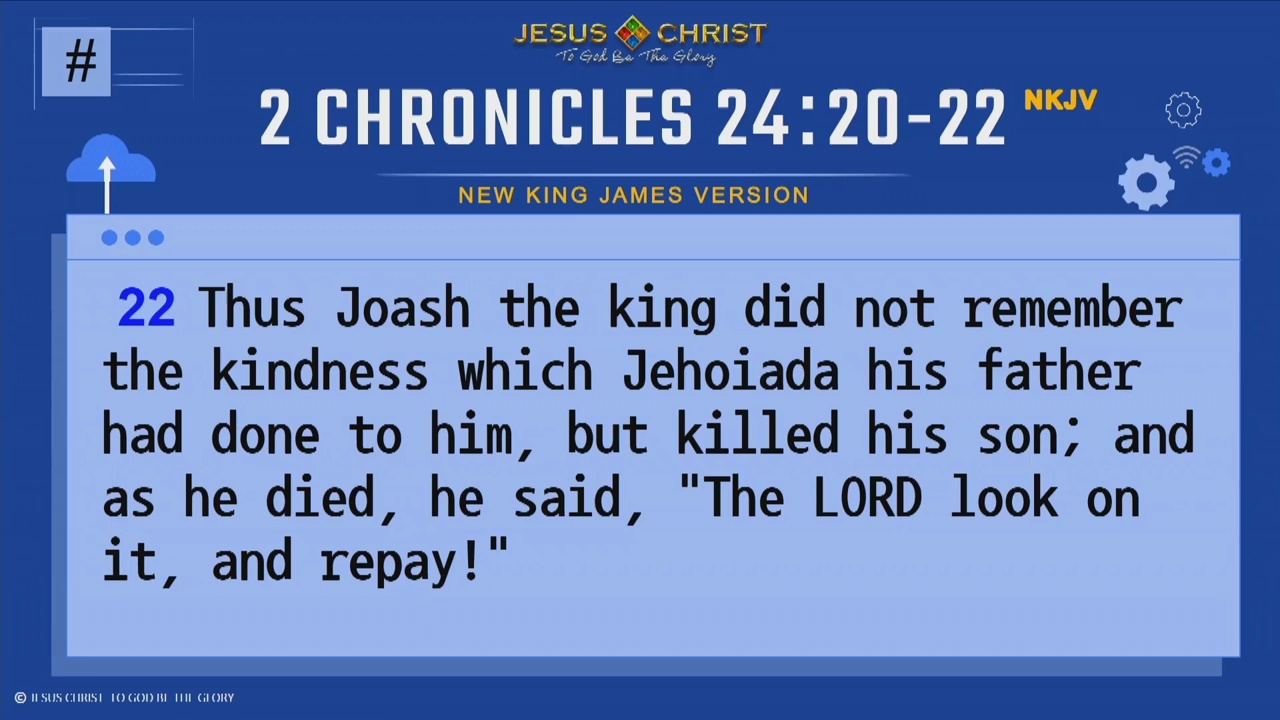 #
JESUS CHRIST
To God Be The Glory
2 CHRONICLES 24:20-22 NKJV
NEW KING JAMES VERSION
22 Thus Joash the king did not remember
the kindness which Jehoiada his father
had done to him, but killed his son; and
as he died, he said, "The LORD look on
it, and repay!"
© JESUS CHRIST TO GOD BE THE GLORY